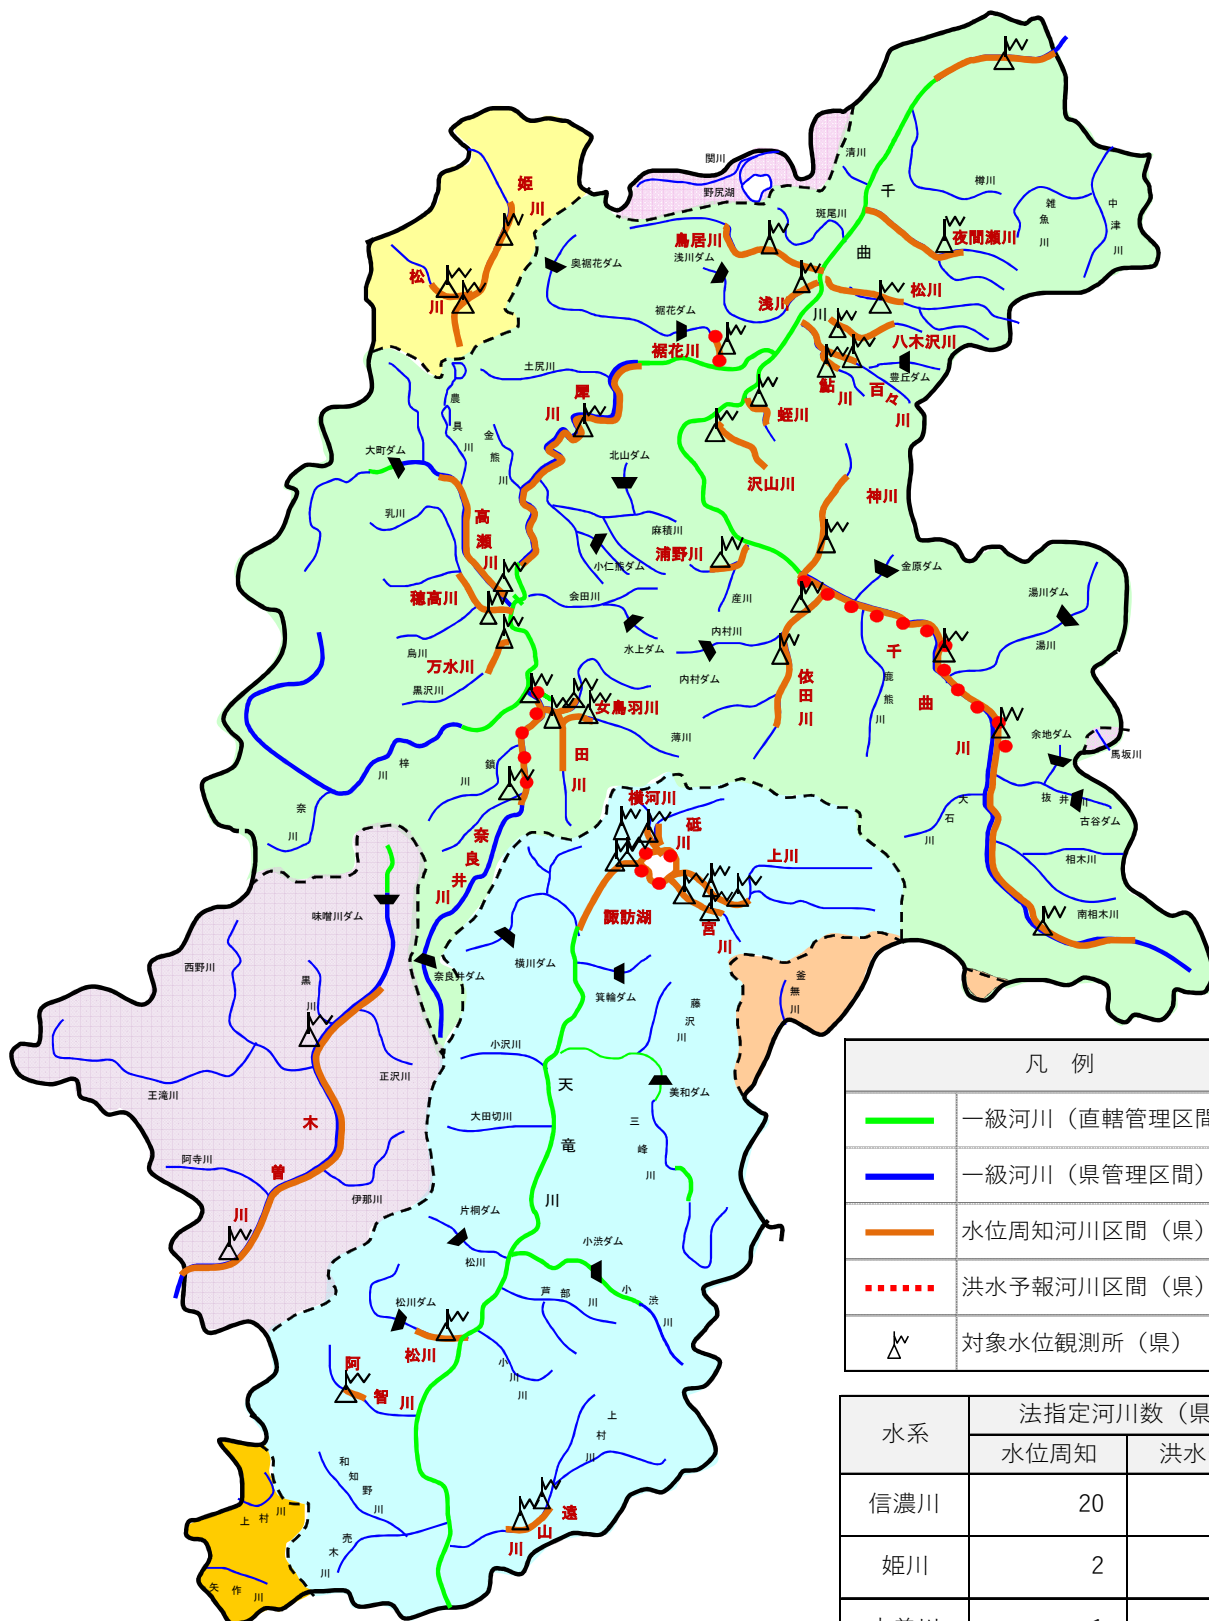 関川
野尻湖
清川
千
曲
川
樽川
雑魚川
中津川
斑尾川
夜間瀬川
姫川
松川
鳥居川
浅川ダム
奥裾花ダム
浅川
松川
裾花ダム
裾花川
八木沢川
豊丘ダム
鮎川
百々川
土尻川
犀川
蛭川
農具川
金熊川
大町ダム
北山ダム
沢山川
神川
乳川
高瀬川
麻積川
浦野川
小仁熊ダム
金原ダム
湯川ダム
穂高川
会田川
産川
湯川
烏川
水上ダム
内村川
内村ダム
万水川
黒沢川
依田川
鹿熊川
千曲川
女鳥羽川
薄川
田川
余地ダム
馬坂川
梓川
鎖川
奈川
抜井川
古谷ダム
大石川
相木川
南相木川
奈良井川
横河川
砥川
上川
諏訪湖
宮川
味噌川ダム
奈良井ダム
横川ダム
箕輪ダム
釜無川
西野川
黒川
藤沢川
小沢川
正沢川
王滝川
天竜川
美和ダム
大田切川
三峰川
木曽川
阿寺川
伊那川
片桐ダム
松川
小渋ダム
芦部川
小渋川
松川ダム
松川
小川川
阿智川
上村川
和知野川
売木川
遠山川
上村川
矢作川
凡 例
一級河川（直轄管理区間
一級河川（県管理区間）
水位周知河川区間（県）
洪水予報河川区間（県）
対象水位観測所（県）
水系 法指定河川数（県
水位周知 洪水
信濃川 20
姫川 2